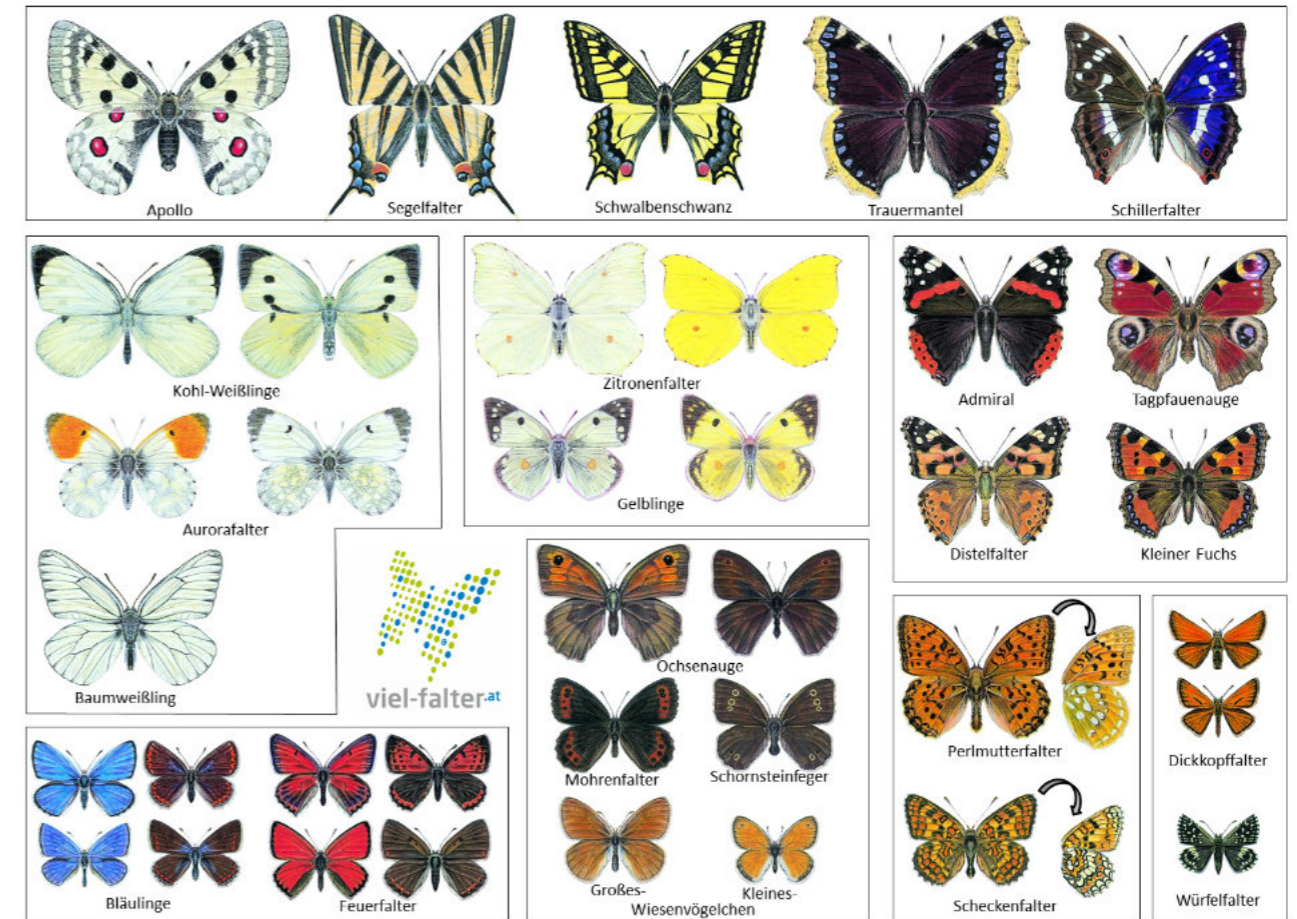 Apollo
Segelfalter
Schwalbenschwanz
Trauermantel
Schillerfalter
Kohl-Weißlinge
Aurorafalter
Baumweißling
Zitronenfalter
Gelblinge
Admiral
Tagpfauenauge
Distelfalter
Kleiner Fuchs
viel-falter.at
Bläulinge
Feuerfalter
Ochsenauge
Mohrenfalter
Schornsteinfeger
Großes-
Kleines-
Wiesenvögelchen
Perlmutterfalter
Scheckenfalter
Dickkopffalter
Würfelfalter